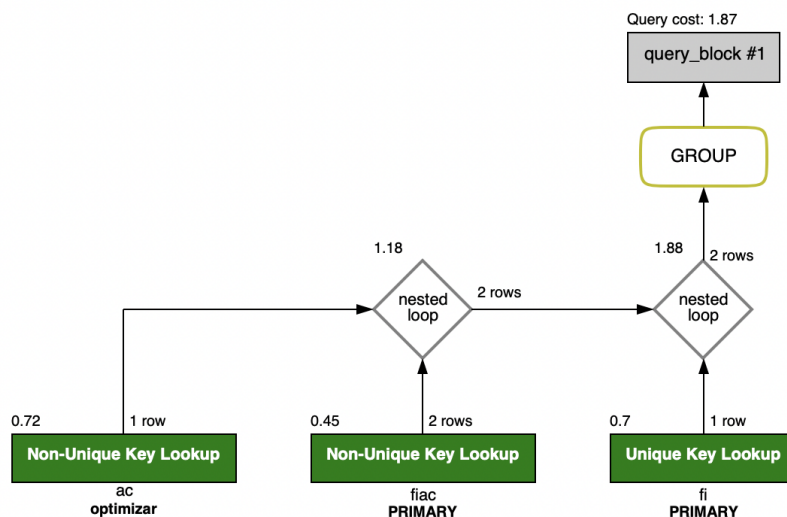 Query cost: 1.87
query_block #1
GROUP
1.18
1.88
2 rows
nested
loop
2 rows
nested
loop
0.72
1 row
0.45
2 rows
0.7
1 row
Non-Unique Key Lookup
Non-Unique Key Lookup
Unique Key Lookup
ac
optimizar
fiac
PRIMARY
fi
PRIMARY